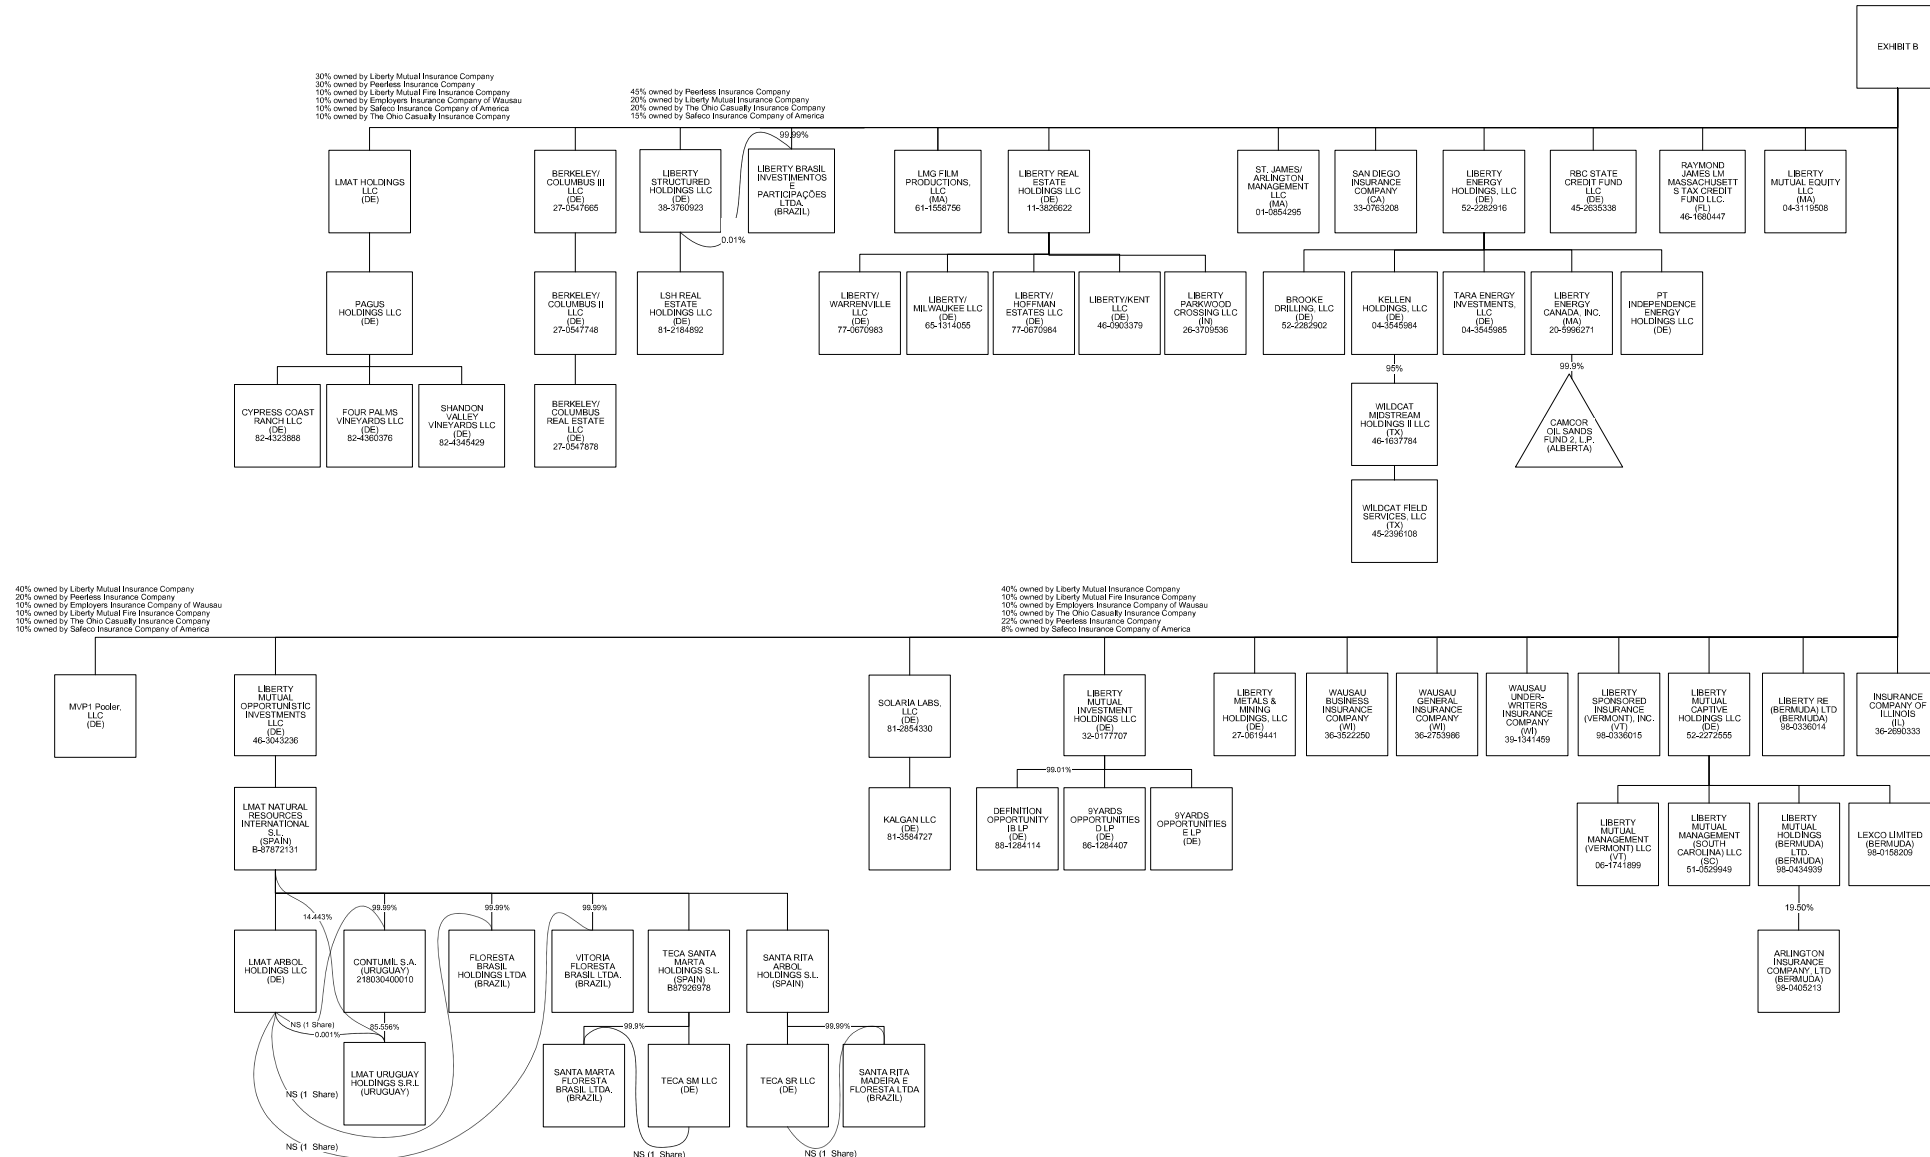 EXHIBIT B
30% owned by Liberty Mutual Insurance Company
30% owned by Peerless Insurance Company
10% owned by Liberty Mutual Fire Insurance Company
10% owned by Employers Insurance Company of Wausau
10% owned by Safeco Insurance Company of America
10% owned by The Ohio Casualty Insurance Company
45% owned by Peerless Insurance Company
20% owned by Liberty Mutual Insurance Company
20% owned by The Ohio Casualty Insurance Company
15% owned by Safeco Insurance Company of America
99.99%
LMAT HOLDINGS
LLC
(DE)
BERKELEY/
COLUMBUS III
LLC
(DE)
27-0547665
LIBERTY
STRUCTURED
HOLDINGS LLC
(DE)
38-3760923
LIBERTY BRASIL
INVESTIMENTOS
E
PARTICIPAÇÕES
LTDA.
(BRAZIL)
LMG FILM
PRODUCTIONS,
LLC
(MA)
61-1558756
LIBERTY REAL
ESTATE
HOLDINGS LLC
(DE)
11-3826622
ST. JAMES/
ARLINGTON
MANAGEMENT
LLC
(MA)
01-0854295
SAN DIEGO
INSURANCE
COMPANY
(CA)
33-0763208
LIBERTY
ENERGY
HOLDINGS, LLC
(DE)
52-2282916
RBC STATE
CREDIT FUND
LLC
(DE)
45-2635338
RAYMOND
JAMES LM
MASSACHUSETT
S TAX CREDIT
FUND LLC.
(FL)
46-1680447
LIBERTY
MUTUAL EQUITY
LLC
(MA)
04-3119508
0.01%
PAGUS
HOLDINGS LLC
(DE)
BERKELEY/
COLUMBUS II
LLC
(DE)
27-0547748
LSH REAL
ESTATE
HOLDINGS LLC
(DE)
81-2184892
LIBERTY/
WARRENVILLE
LLC
(DE)
77-0670983
LIBERTY/
MILWAUKEE LLC
(DE)
65-1314055
LIBERTY/
HOFFMAN
ESTATES LLC
(DE)
77-0670984
LIBERTY/KENT
LLC
(DE)
46-0903379
LIBERTY
PARKWOOD
CROSSING LLC
(IN)
26-3709536
BROOKE
DRILLING, LLC
(DE)
52-2282902
KELLEN
HOLDINGS, LLC
(DE)
04-3545984
TARA ENERGY
INVESTMENTS,
LLC
(DE)
04-3545985
LIBERTY
ENERGY
CANADA, INC.
(MA)
20-5996271
PT
INDEPENDENCE
ENERGY
HOLDINGS LLC
(DE)
95%
99.9%
CYPRESS COAST
RANCH LLC
(DE)
82-4323888
FOUR PALMS
VINEYARDS LLC
(DE)
82-4360376
SHANDON
VALLEY
VINEYARDS LLC
(DE)
82-4345429
BERKELEY/
COLUMBUS
REAL ESTATE
LLC
(DE)
27-0547878
WILDCAT
MIDSTREAM
HOLDINGS II LLC
(TX)
46-1637784
CAMCOR
OIL SANDS
FUND 2, L.P.
(ALBERTA)
WILDCAT FIELD
SERVICES, LLC
(TX)
45-2396108
40% owned by Liberty Mutual Insurance Company
20% owned by Peerless Insurance Company
10% owned by Employers Insurance Company of Wausau
10% owned by Liberty Mutual Fire Insurance Company
10% owned by The Ohio Casualty Insurance Company
10% owned by Safeco Insurance Company of America
40% owned by Liberty Mutual Insurance Company
10% owned by Liberty Mutual Fire Insurance Company
10% owned by Employers Insurance Company of Wausau
10% owned by The Ohio Casualty Insurance Company
22% owned by Peerless Insurance Company
8% owned by Safeco Insurance Company of America
MVP1 Pooler,
LLC
(DE)
LIBERTY
MUTUAL
OPPORTUNISTIC
INVESTMENTS
LLC
(DE)
46-3043236
SOLARIA LABS,
LLC
(DE)
81-2854330
LIBERTY
MUTUAL
INVESTMENT
HOLDINGS LLC
(DE)
32-0177707
LIBERTY
METALS &
MINING
HOLDINGS, LLC
(DE)
27-0619441
WAUSAU
BUSINESS
INSURANCE
COMPANY
(WI)
36-3522250
WAUSAU
GENERAL
INSURANCE
COMPANY
(WI)
36-2753986
WAUSAU
UNDER-
WRITERS
INSURANCE
COMPANY
(WI)
39-1341459
LIBERTY
SPONSORED
INSURANCE
(VERMONT), INC.
(VT)
98-0336015
LIBERTY
MUTUAL
CAPTIVE
HOLDINGS LLC
(DE)
52-2272555
LIBERTY RE
(BERMUDA) LTD
(BERMUDA)
98-0336014
INSURANCE
COMPANY OF
ILLINOIS
(IL)
36-2690333
99.01%
LMAT NATURAL
RESOURCES
INTERNATIONAL
S.L.
(SPAIN)
B-87872131
KALGAN LLC
(DE)
81-3584727
DEFINITION
OPPORTUNITY
IB LP
(DE)
88-1284114
9YARDS
OPPORTUNITIES
D LP
(DE)
86-1284407
9YARDS
OPPORTUNITIES
E LP
(DE)
LIBERTY
MUTUAL
MANAGEMENT
(VERMONT) LLC
(VT)
06-1741899
LIBERTY
MUTUAL
MANAGEMENT
(SOUTH
CAROLINA) LLC
(SC)
51-0529949
LIBERTY
MUTUAL
HOLDINGS
(BERMUDA)
LTD.
(BERMUDA)
98-0434939
LEXCO LIMITED
(BERMUDA)
98-0158209
14.443%
99.99%
99.99%
99.99%
19.50%
LMAT ARBOL
HOLDINGS LLC
(DE)
CONTUMIL S.A.
(URUGUAY)
218030400010
FLORESTA
BRASIL
HOLDINGS LTDA
(BRAZIL)
VITORIA
FLORESTA
BRASIL LTDA.
(BRAZIL)
TECA SANTA
MARTA
HOLDINGS S.L.
(SPAIN)
B87926978
SANTA RITA
ARBOL
HOLDINGS S.L.
(SPAIN)
ARLINGTON
INSURANCE
COMPANY, LTD
(BERMUDA)
98-0405213
NS (1 Share)
0.001%
85.556%
99.9%
99.99%
LMAT URUGUAY
HOLDINGS S.R.L
(URUGUAY)
SANTA MARTA
FLORESTA
BRASIL LTDA.
(BRAZIL)
TECA SM LLC
(DE)
TECA SR LLC
(DE)
SANTA RITA
MADEIRA E
FLORESTA LTDA
(BRAZIL)
NS (1 Share)
NS (1 Share)
NS (1 Share)
NS (1 Share)